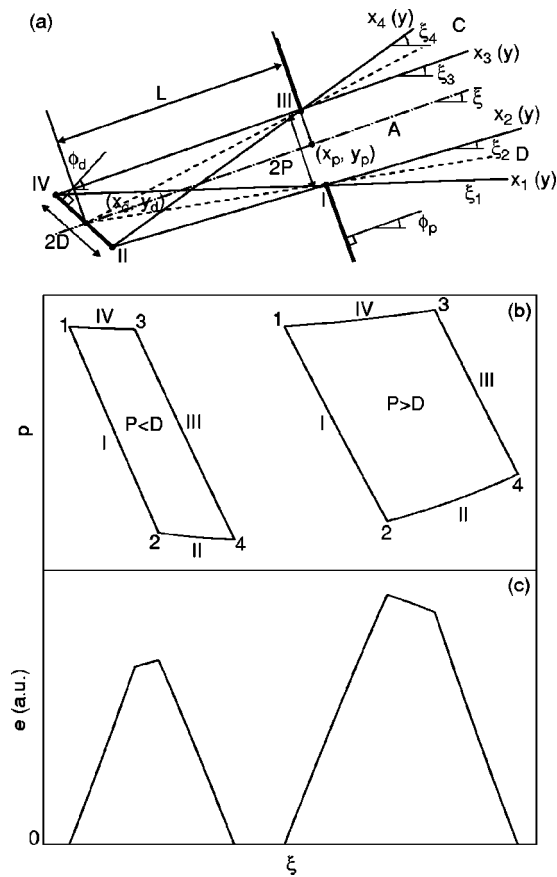 (a)
x4 (y)
C
ξ4
x3 (y)
L
III
ξ3
x2 (y)
ξ
A
ϕd
(xp, yp)
ξ2 D
IV
2P
(xd, yd)
I
x1 (y)
ξ1
2D
II
ϕp
(b)
1 IV 3
1 IV 3
P<D
P>D
I
III
I
III
p
2 II 4
2 II 4
(c)
e (a.u.)
0
ξ